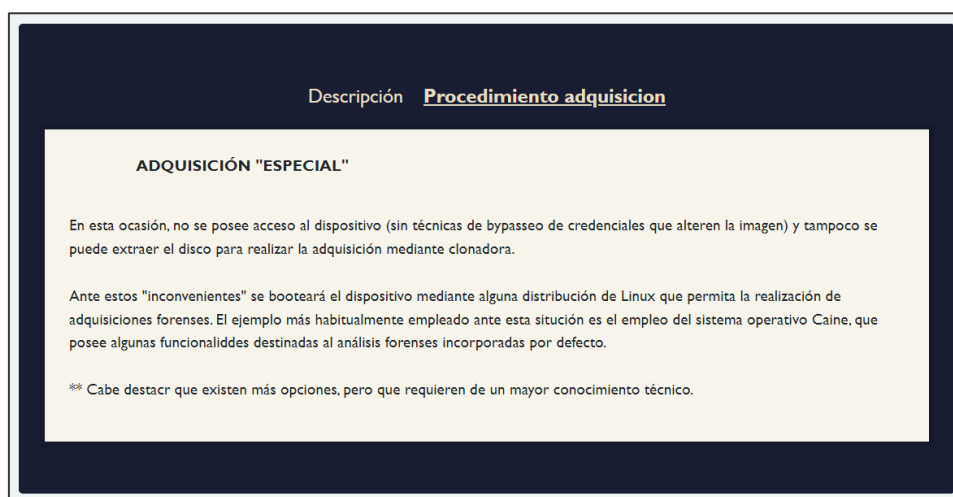 Descripción Procedimiento adquisicion
ADQUISICIÓN "ESPECIAL"
En esta ocasión, no se posee acceso al dispositivo (sin técnicas de bypasseo de credenciales que alteren la imagen) y tampoco se
puede extraer el disco para realizar la adquisición mediante clonadora.
Ante estos "inconvenientes" se booteará el dispositivo mediante alguna distribución de Linux que permita la realización de
adquisiciones forenses. El ejemplo más habitualmente empleado ante esta situción es el empleo del sistema operativo Caine, que
posee algunas funcionaliddes destinadas al análisis forenses incorporadas por defecto.
** Cabe destacr que existen más opciones, pero que requieren de un mayor conocimiento técnico.